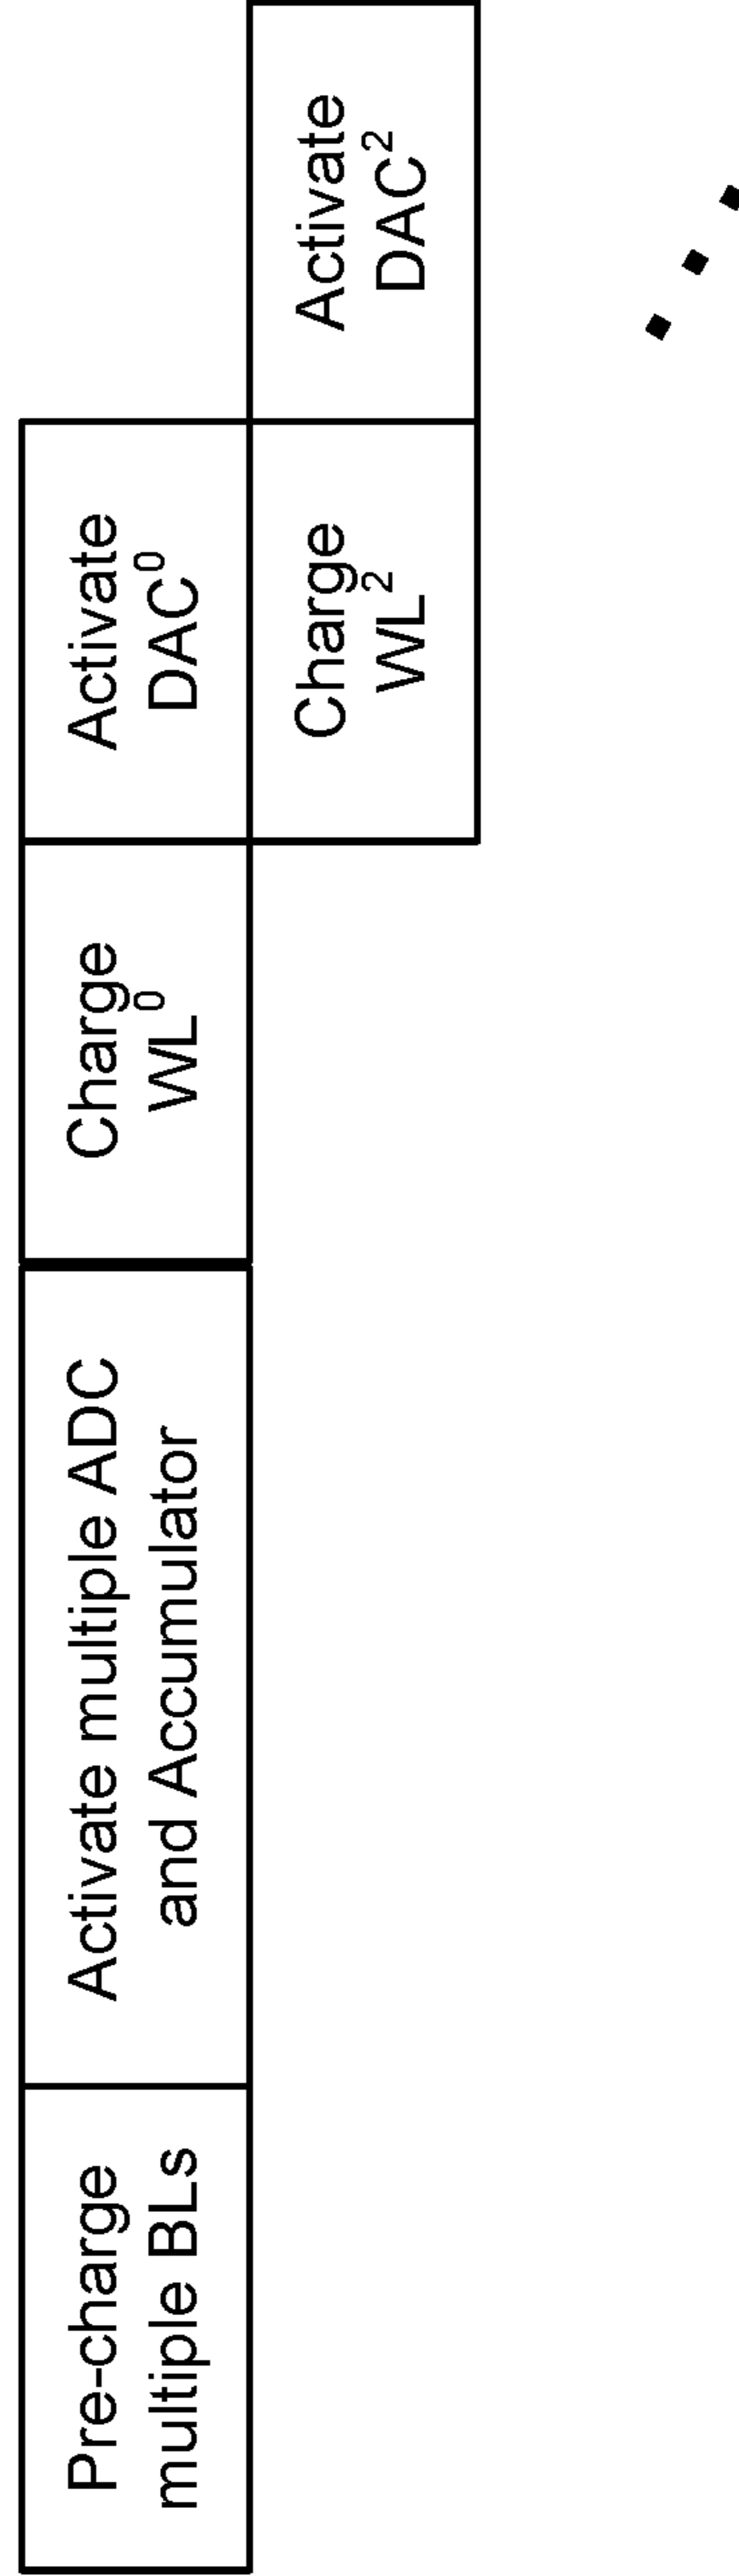 Pre-charge
multiple BLs
Activate multiple ADC
and Accumulator
Charge
WL⁰
Activate
DAC⁰
Charge
WL²
Activate
DAC²